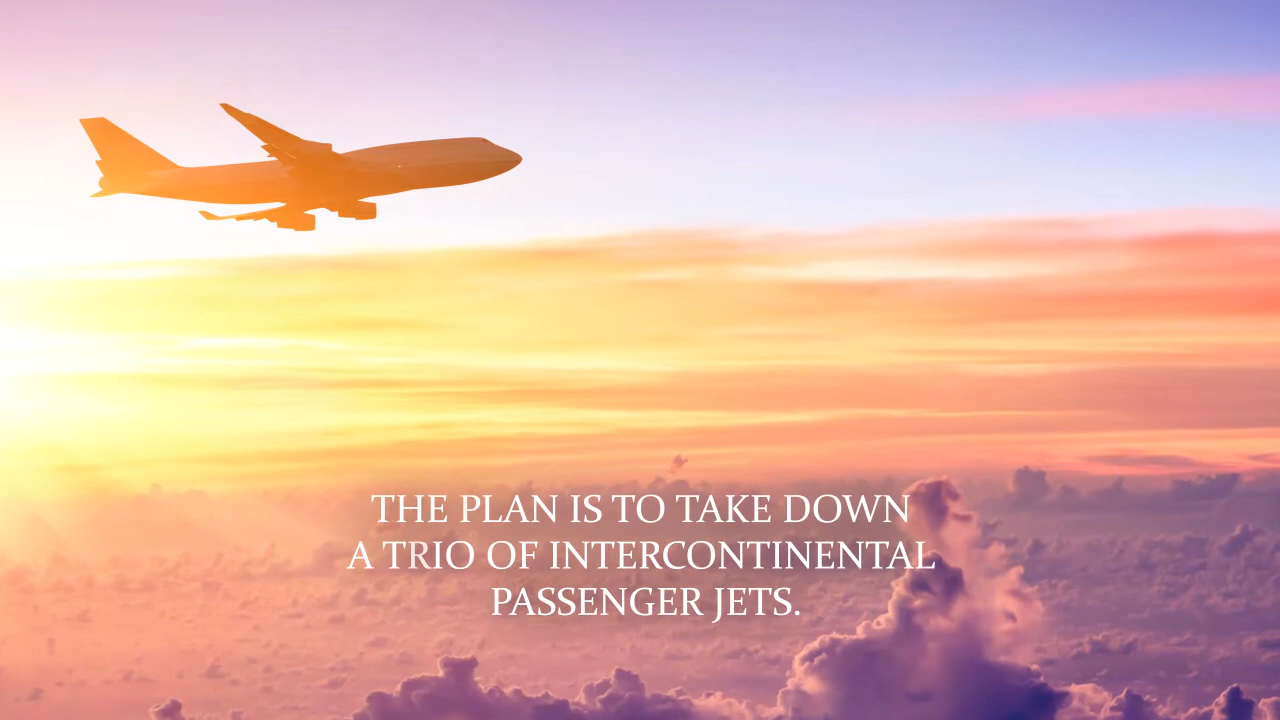 THE PLAN IS TO TAKE DOWN
A TRIO OF INTERCONTINENTAL
PASSENGER JETS.